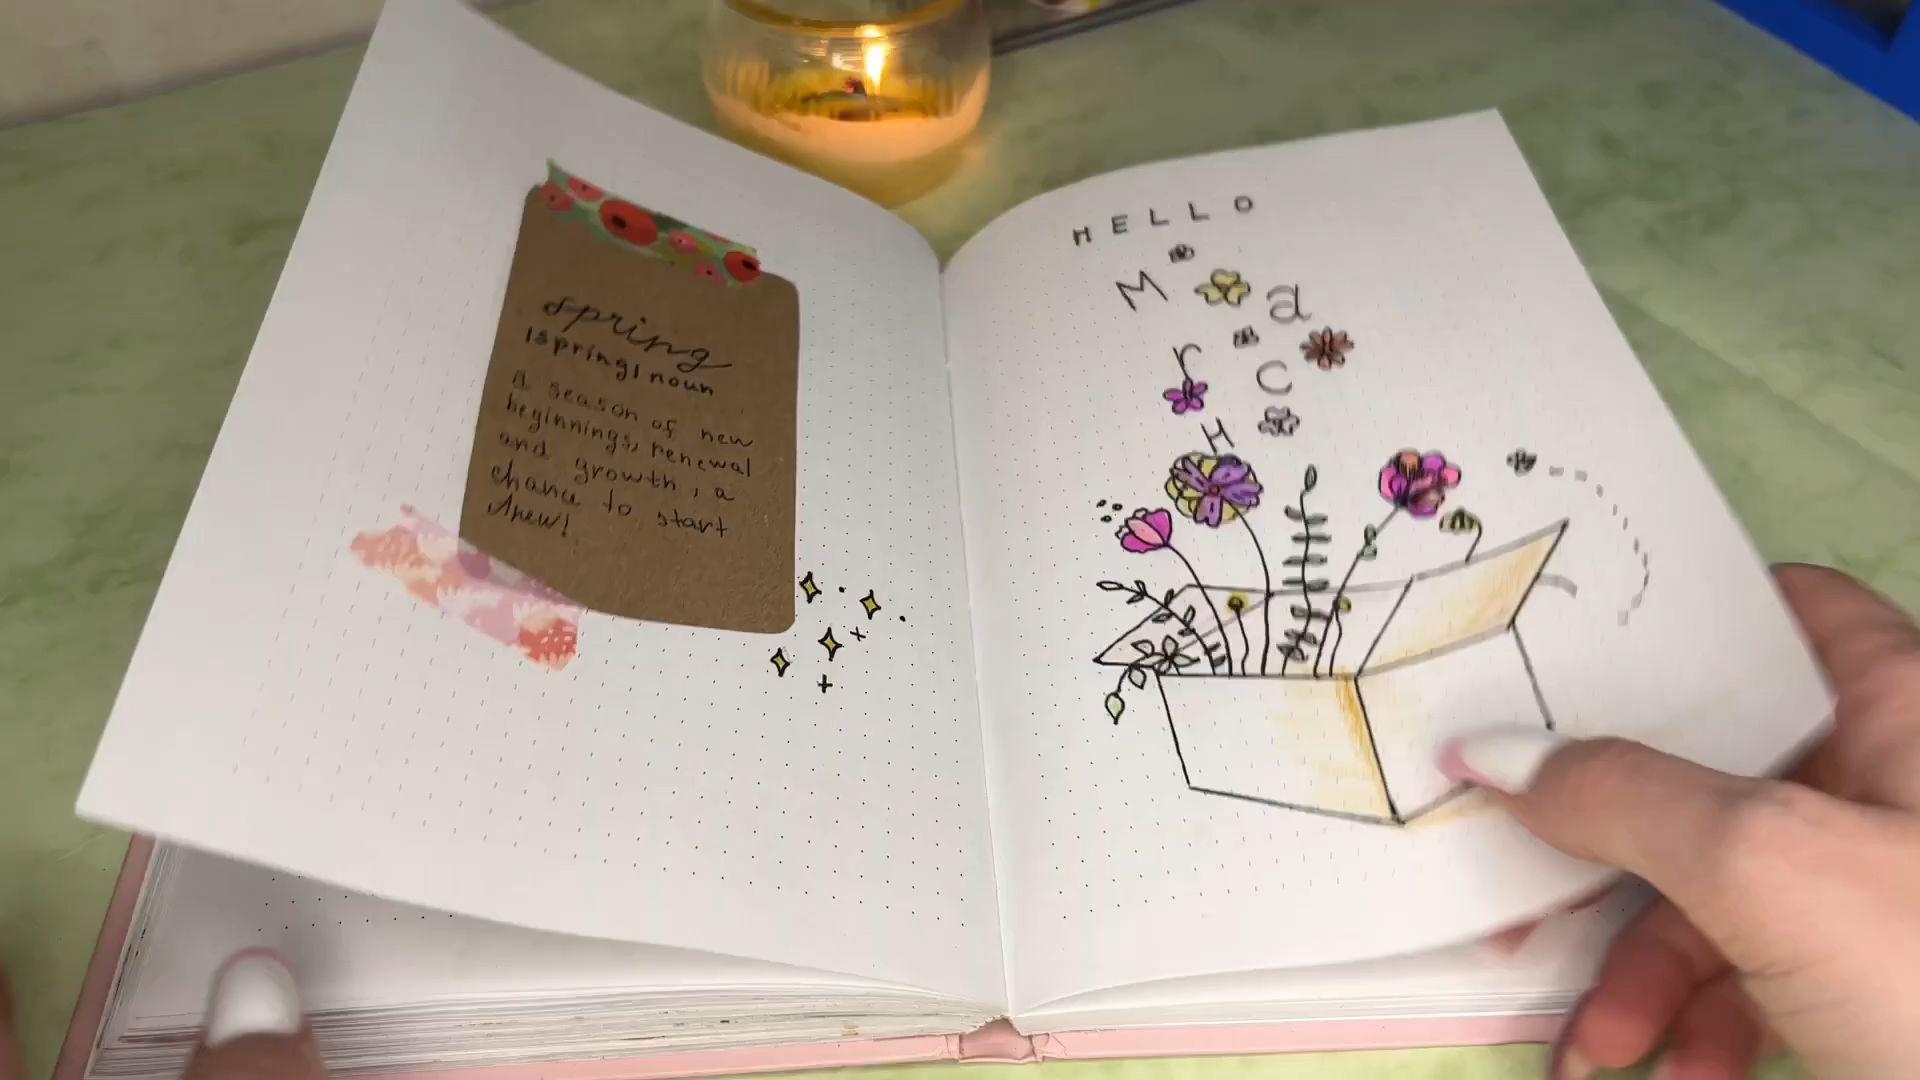 Spring
|spring| noun
A season of new
beginnings, renewal
and growth, a
chance to start
Anew!
HELLO
M a
r c
H